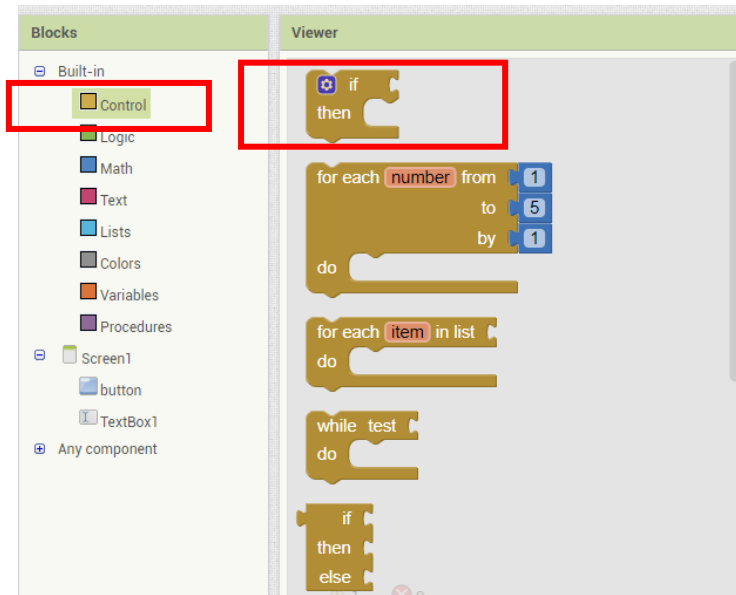 Blocks
Viewer
Built-in
Control
Logic
Math
Text
Lists
Colors
Variables
Procedures
Screen1
button
TextBox1
Any component
if
then
for each number from 1
to 5
by 1
do
for each item in list
do
while test
do
if
then
else